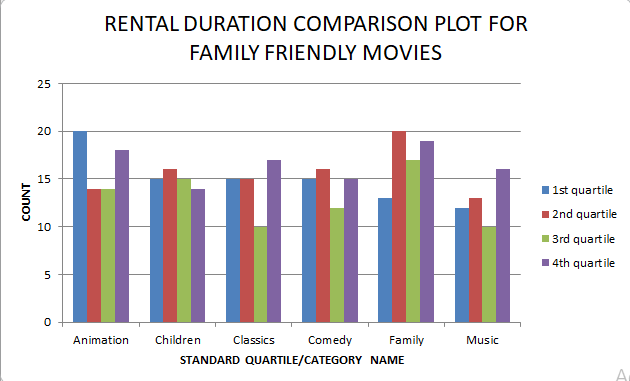 RENTAL DURATION COMPARISON PLOT FOR
FAMILY FRIENDLY MOVIES
25
20
15
10
5
0
COUNT
Animation Children Classics Comedy Family Music
STANDARD QUARTILE/CATEGORY NAME
1st quartile
2nd quartile
3rd quartile
4th quartile